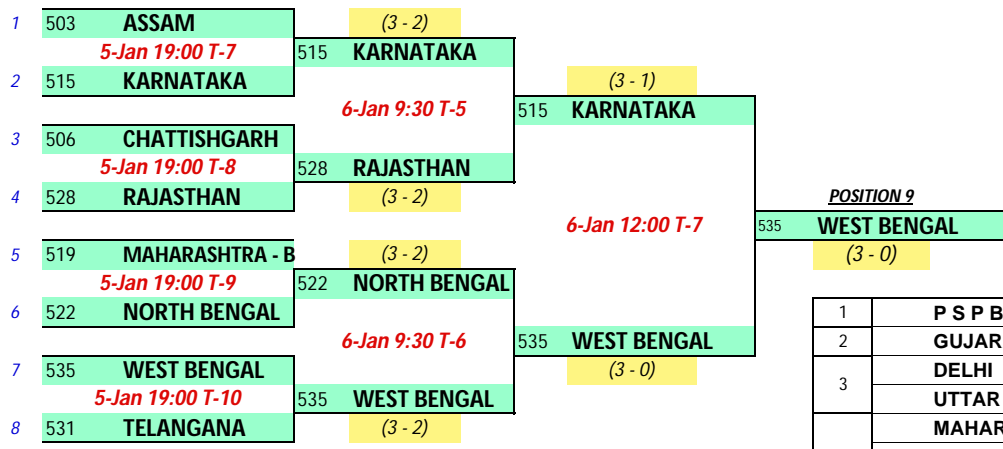 1 503 ASSAM (3 - 2)
5-Jan 19:00 T-7 515 KARNATAKA
2 515 KARNATAKA (3 - 1)
6-Jan 9:30 T-5 515 KARNATAKA
3 506 CHATTISHGARH
5-Jan 19:00 T-8 528 RAJASTHAN
4 528 RAJASTHAN (3 - 2) POSITION 9
6-Jan 12:00 T-7 535 WEST BENGAL
5 519 MAHARASHTRA - B (3 - 2) (3 - 0)
5-Jan 19:00 T-9 522 NORTH BENGAL
6 522 NORTH BENGAL 1 P S P B
6-Jan 9:30 T-6 535 WEST BENGAL 2 GUJAR
7 535 WEST BENGAL (3 - 0) 3 DELHI
5-Jan 19:00 T-10 535 WEST BENGAL UTTAR
8 531 TELANGANA (3 - 2) MAHAR